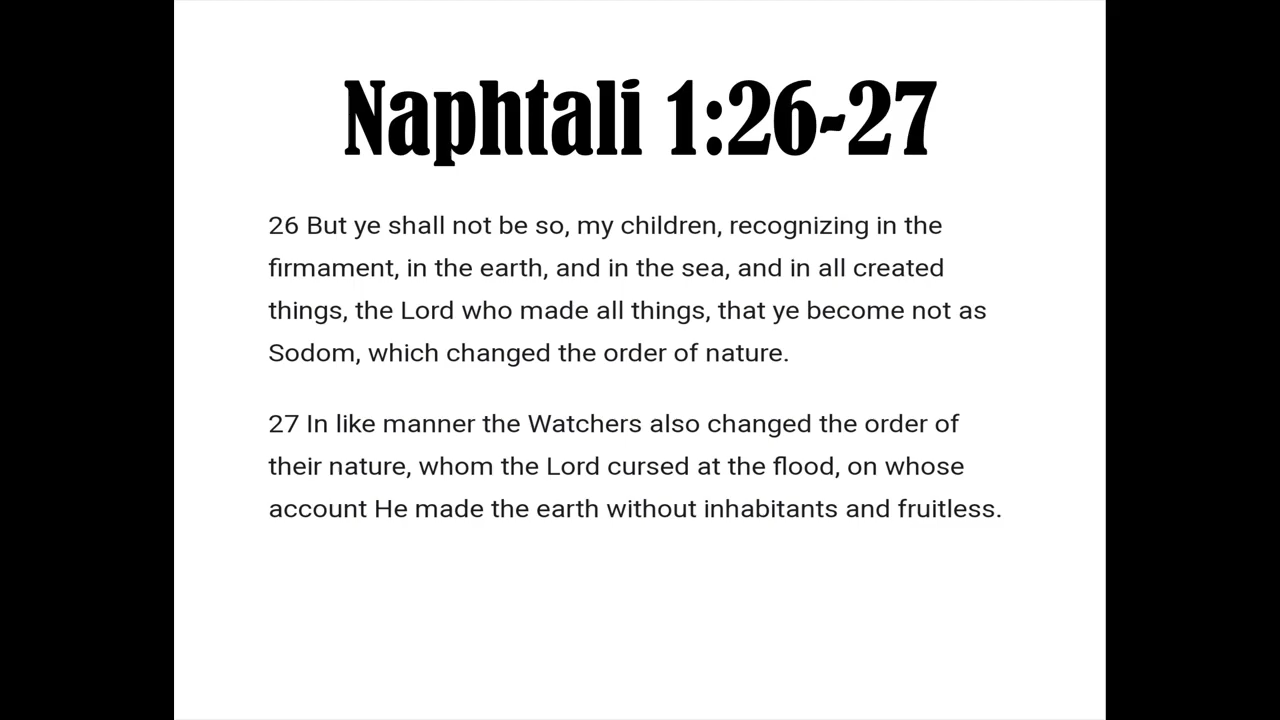 Naphtali 1:26-27
26 But ye shall not be so, my children, recognizing in the
firmament, in the earth, and in the sea, and in all created
things, the Lord who made all things, that ye become not as
Sodom, which changed the order of nature.
27 In like manner the Watchers also changed the order of
their nature, whom the Lord cursed at the flood, on whose
account He made the earth without inhabitants and fruitless.